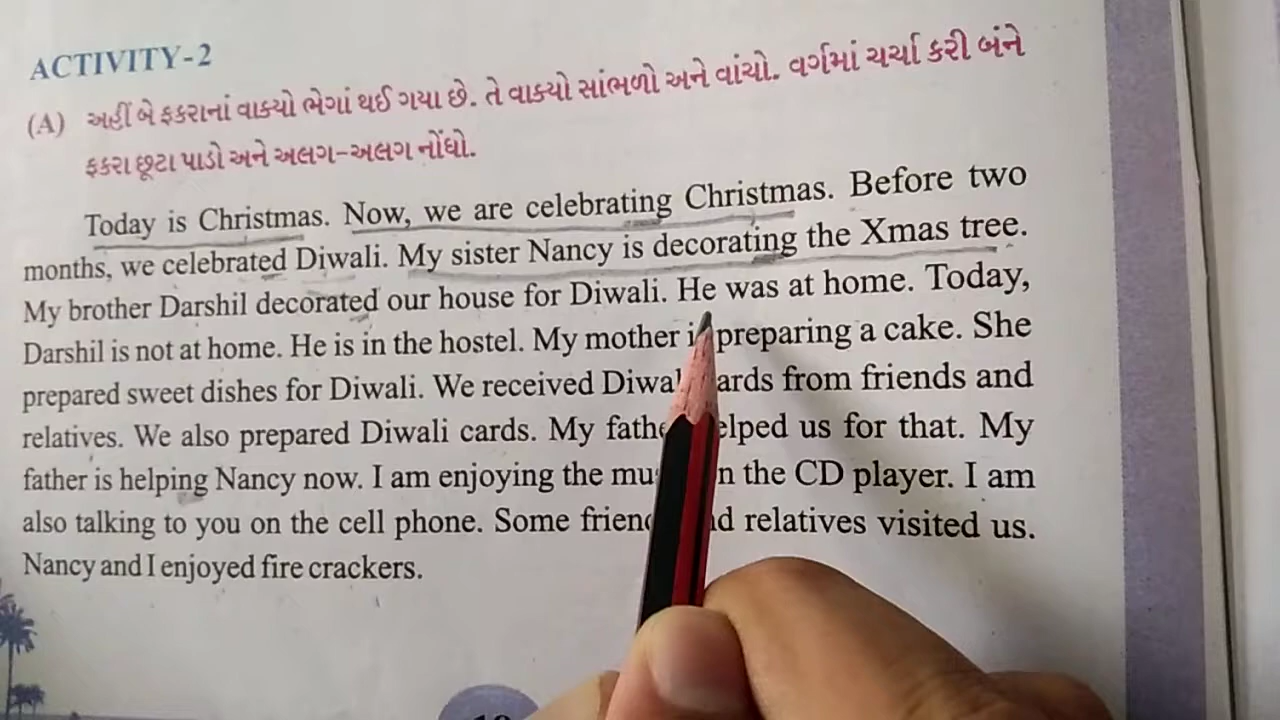 ACTIVITY-2
(A) અહીં બે ફકરાનાં વાક્યો ભેગાં થઈ ગયા છે. તે વાક્યો સાંભળો અને વાંચો. વર્ગમાં ચર્ચા કરી બંને
ફકરા છૂટા પાડો અને અલગ-અલગ નોંધો.
Today is Christmas. Now, we are celebrating Christmas. Before two
months, we celebrated Diwali. My sister Nancy is decorating the Xmas tree.
My brother Darshil decorated our house for Diwali. He was at home. Today,
Darshil is not at home. He is in the hostel. My mother preparing a cake. She
prepared sweet dishes for Diwali. We received from friends and
relatives. We also prepared Diwali cards. My us for that. My
father is helping Nancy now. I am enjoying the the CD player. I am
also talking to you on the cell phone. Some relatives visited us.
Nancy and I enjoyed fire crackers.